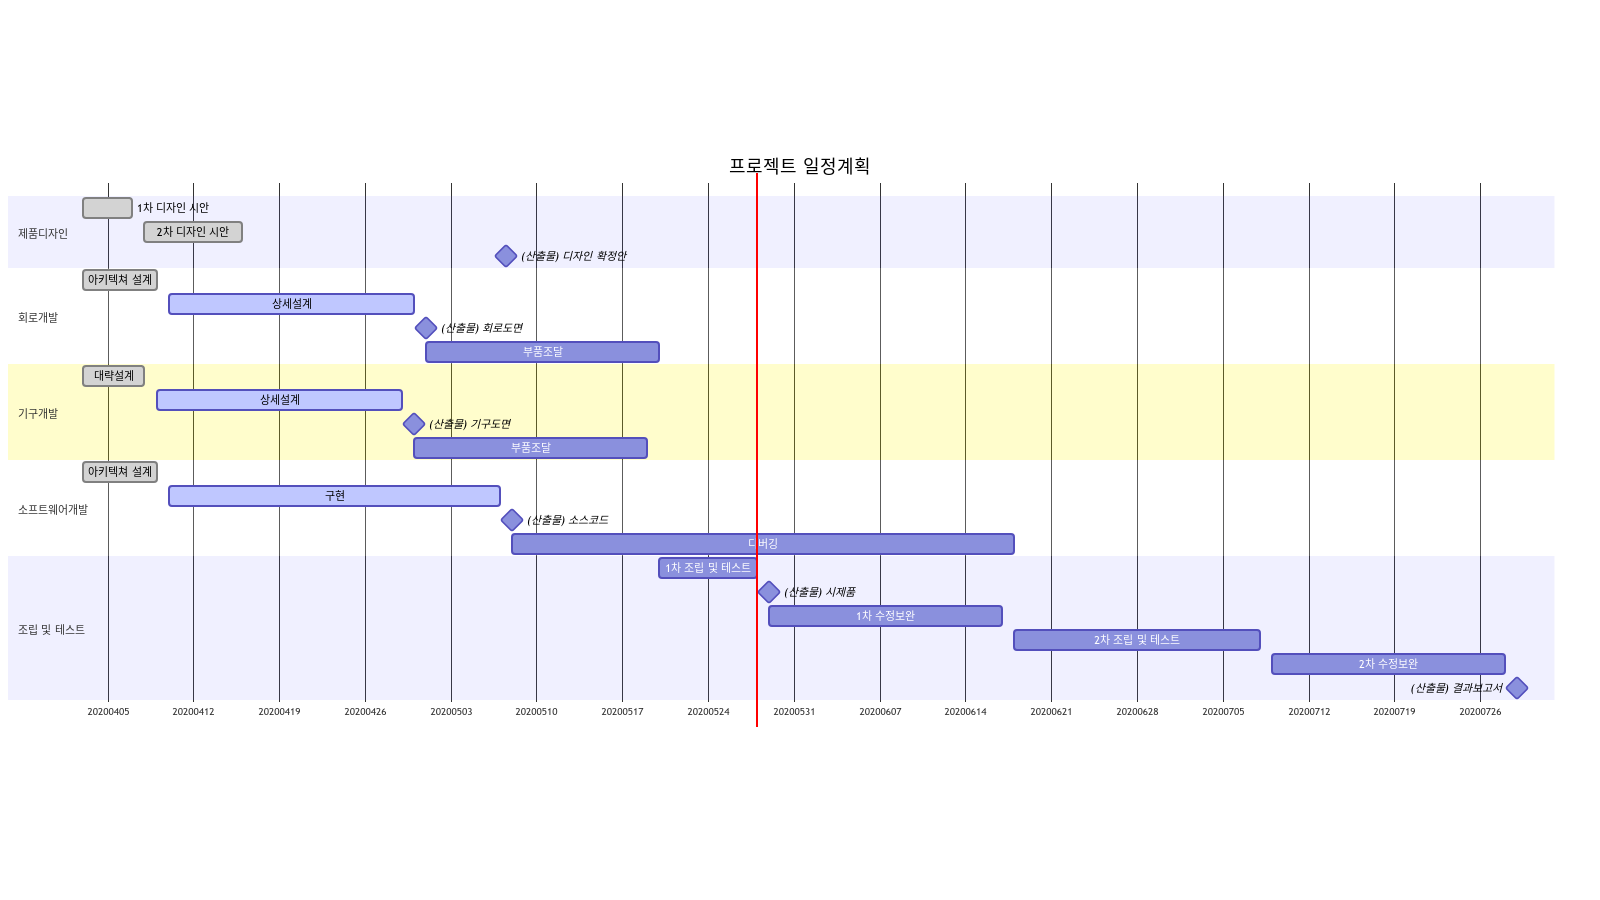 프로젝트 일정계획
제품디자인
1차 디자인 시안
2차 디자인 시안
(산출물) 디자인 확정안
회로개발
아키텍쳐 설계
상세설계
(산출물) 회로도면
부품조달
기구개발
대략설계
상세설계
(산출물) 기구도면
부품조달
소프트웨어개발
아키텍쳐 설계
구현
(산출물) 소스코드
디버깅
조립 및 테스트
1차 조립 및 테스트
(산출물) 시제품
1차 수정보완
2차 조립 및 테스트
2차 수정보완
(산출물) 결과보고서
20200405 20200412 20200419 20200426 20200503 20200510 20200517 20200524 20200531 20200607 20200614 20200621 20200628 20200705 20200712 20200719 20200726